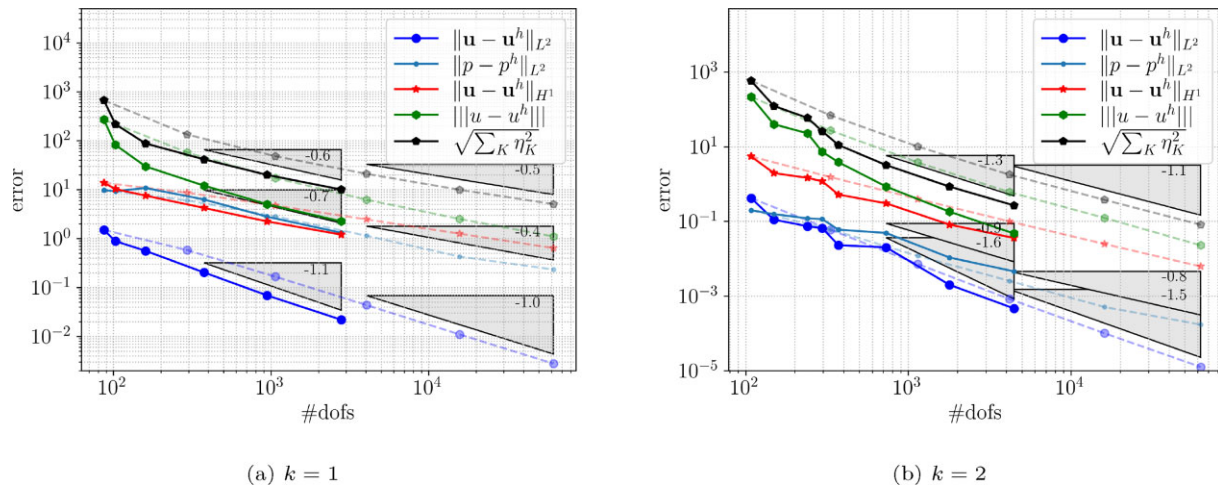 10^4
10^3
10^2
10^1
10^0
10^{-1}
10^{-2}
error
10^2
10^3
10^4
#dofs
‖u − u^h‖_{L^2}
‖p − p^h‖_{L^2}
‖u − u^h‖_{H^1}
|||u − u^h|||
√∑_K η_K^2
-0.6
-0.5
-0.7
-0.4
-1.1
-1.0
(a) k = 1
10^3
10^1
10^{-1}
10^{-3}
10^{-5}
error
10^2
10^3
10^4
#dofs
‖u − u^h‖_{L^2}
‖p − p^h‖_{L^2}
‖u − u^h‖_{H^1}
|||u − u^h|||
√∑_K η_K^2
-1.3
-1.1
-0.9
-1.6
-0.8
-1.5
(b) k = 2